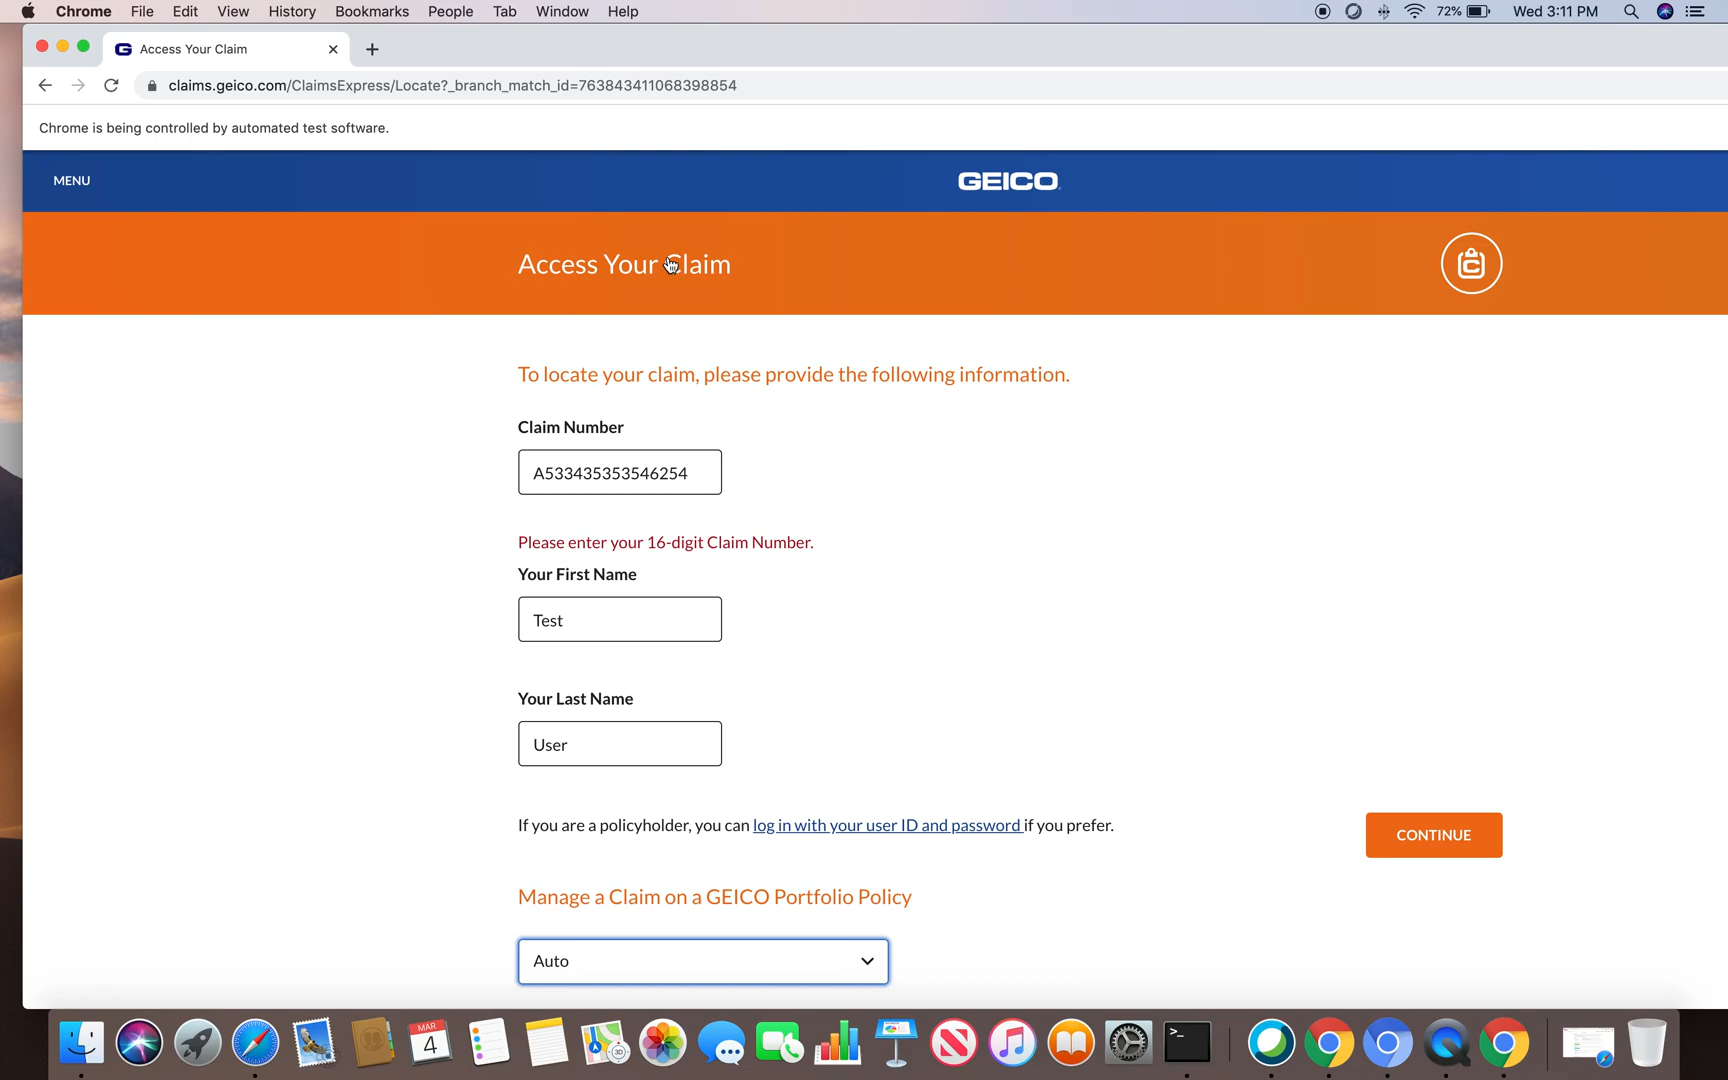 Chrome File Edit View History Bookmarks People Tab Window Help 72% Wed 3:11 PM
G Access Your Claim
claims.geico.com/ClaimsExpress/Locate?_branch_match_id=763843411068398854
Chrome is being controlled by automated test software.
MENU GEICO
Access Your Claim
To locate your claim, please provide the following information.
Claim Number
A533435353546254
Please enter your 16-digit Claim Number.
Your First Name
Test
Your Last Name
User
If you are a policyholder, you can log in with your user ID and password if you prefer.
CONTINUE
Manage a Claim on a GEICO Portfolio Policy
Auto
MAR
4
3D